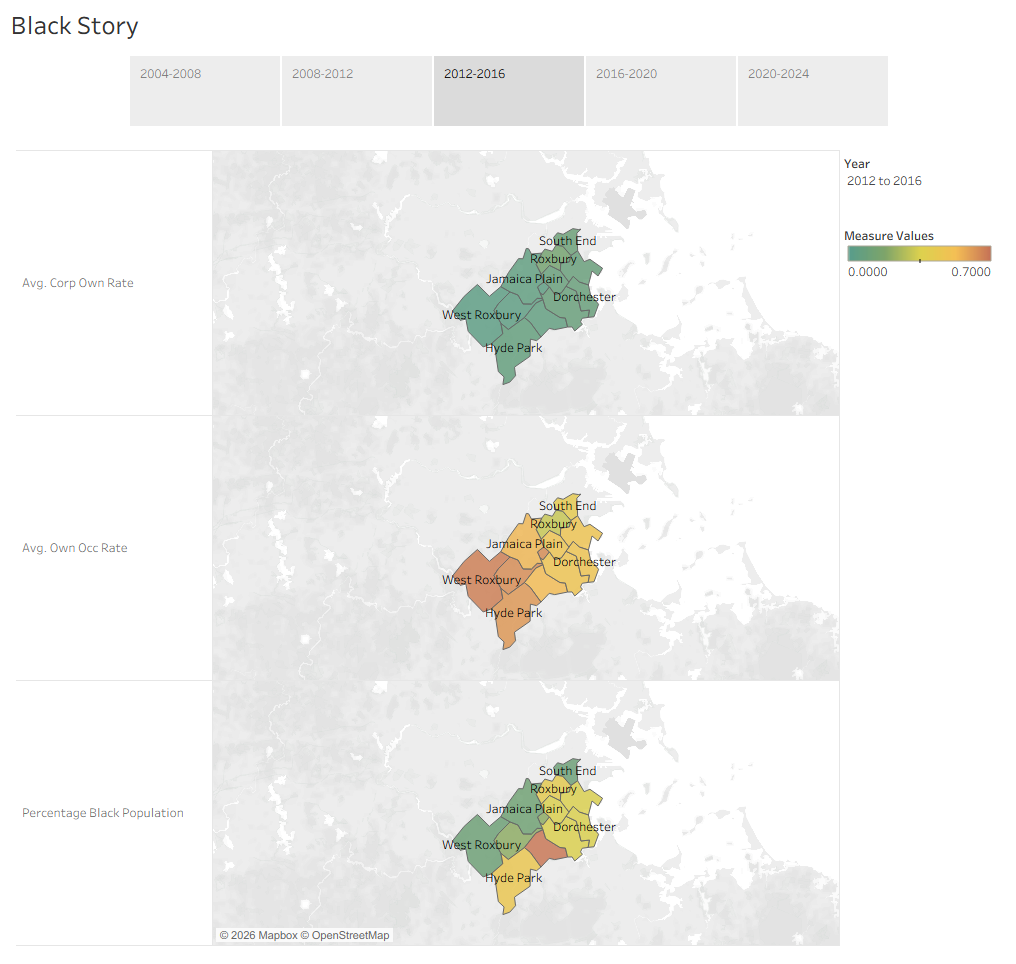 Black Story
2004-2008
2008-2012
2012-2016
2016-2020
2020-2024
Year
2012 to 2016
Measure Values
0.0000
0.7000
Avg. Corp Own Rate
South End
Roxbury
Jamaica Plain
Dorchester
West Roxbury
Hyde Park
Avg. Own Occ Rate
South End
Roxbury
Jamaica Plain
Dorchester
West Roxbury
Hyde Park
Percentage Black Population
South End
Roxbury
Jamaica Plain
Dorchester
West Roxbury
Hyde Park
© 2026 Mapbox © OpenStreetMap